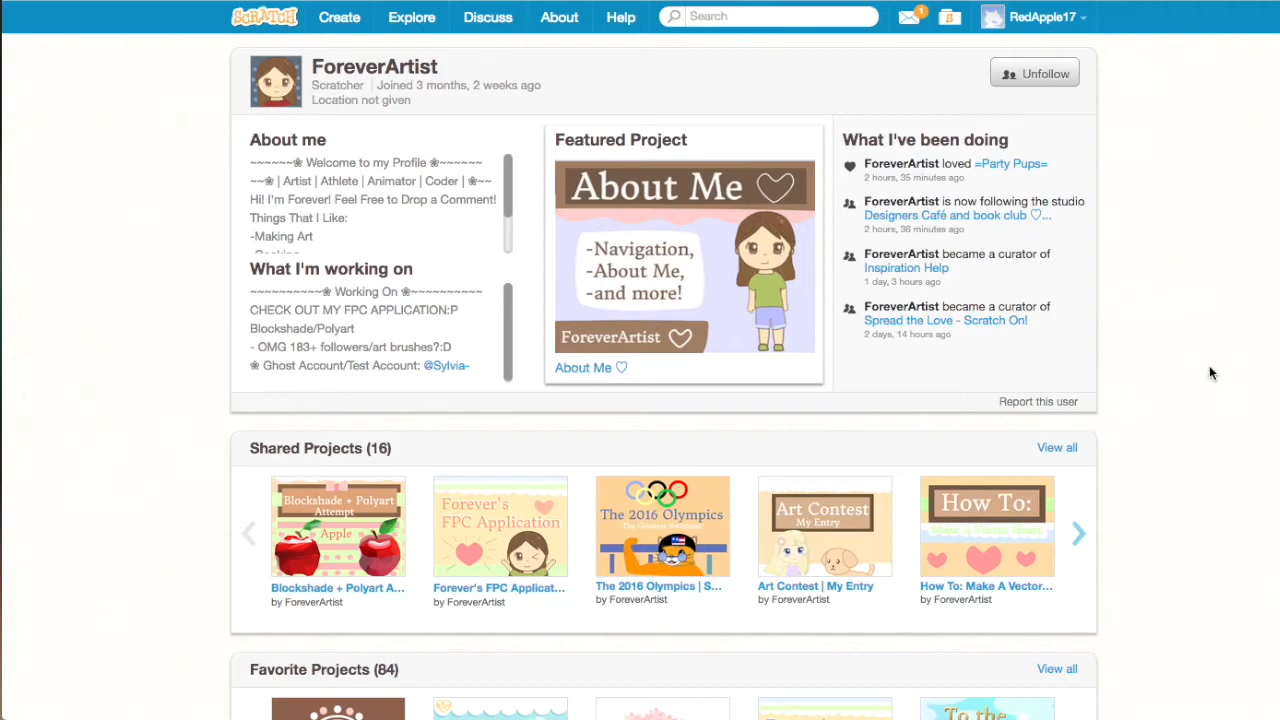 SCRATCH Create Explore Discuss About Help Search 1 RedApple17
ForeverArtist
Scratcher Joined 3 months, 2 weeks ago
Location not given
Unfollow
About me
~~~~~~❀ Welcome to my Profile ❀~~~~~~
~~❀ | Artist | Athlete | Animator | Coder | ❀~~
Hi! I'm Forever! Feel Free to Drop a Comment!
Things That I Like:
-Making Art
What I'm working on
~~~~~~~~~~❀ Working On ❀~~~~~~~~~~
CHECK OUT MY FPC APPLICATION:P
Blockshade/Polyart
- OMG 183+ followers/art brushes?:D
❀ Ghost Account/Test Account: @Sylvia-
Featured Project
About Me ♡
-Navigation,
-About Me,
-and more!
ForeverArtist ♡
About Me ♡
What I've been doing
ForeverArtist loved =Party Pups=
2 hours, 35 minutes ago
ForeverArtist is now following the studio
Designers Café and book club ♡...
2 hours, 36 minutes ago
ForeverArtist became a curator of
Inspiration Help
1 day, 3 hours ago
ForeverArtist became a curator of
Spread the Love - Scratch On!
2 days, 14 hours ago
Report this user
Shared Projects (16)
View all
Blockshade + Polyart
Attempt
Apple
Blockshade + Polyart A...
by ForeverArtist
Forever's
FPC Application
Forever's FPC Applicat...
by ForeverArtist
The 2016 Olympics
The 2016 Olympics | S...
by ForeverArtist
Art Contest
My Entry
Art Contest | My Entry
by ForeverArtist
How To:
Make A Vector Heart
How To: Make A Vector...
by ForeverArtist
Favorite Projects (84)
View all
To the